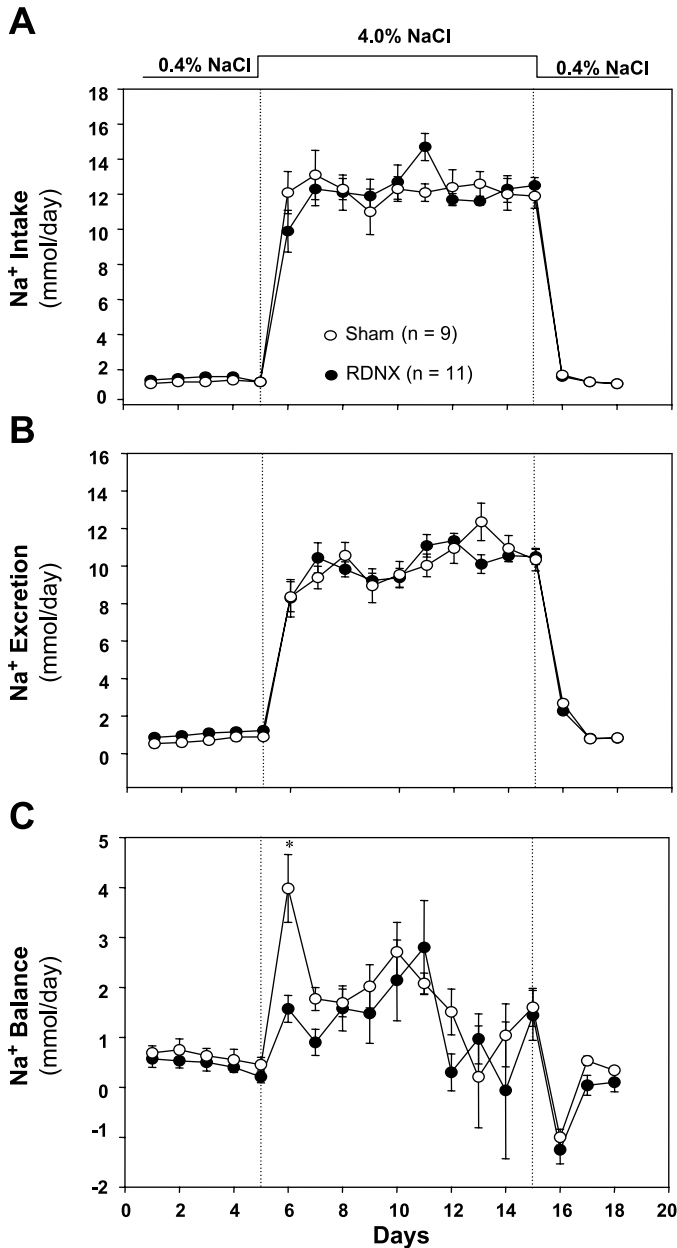 A
4.0% NaCl
0.4% NaCl
0.4% NaCl
18
16
14
12
10
8
6
4
2
0
Na+ Intake
(mmol/day)
Sham (n = 9)
RDNX (n = 11)
B
16
14
12
10
8
6
4
2
0
Na+ Excretion
(mmol/day)
C
5
4
3
2
1
0
-1
-2
Na+ Balance
(mmol/day)
*
0 2 4 6 8 10 12 14 16 18 20
Days